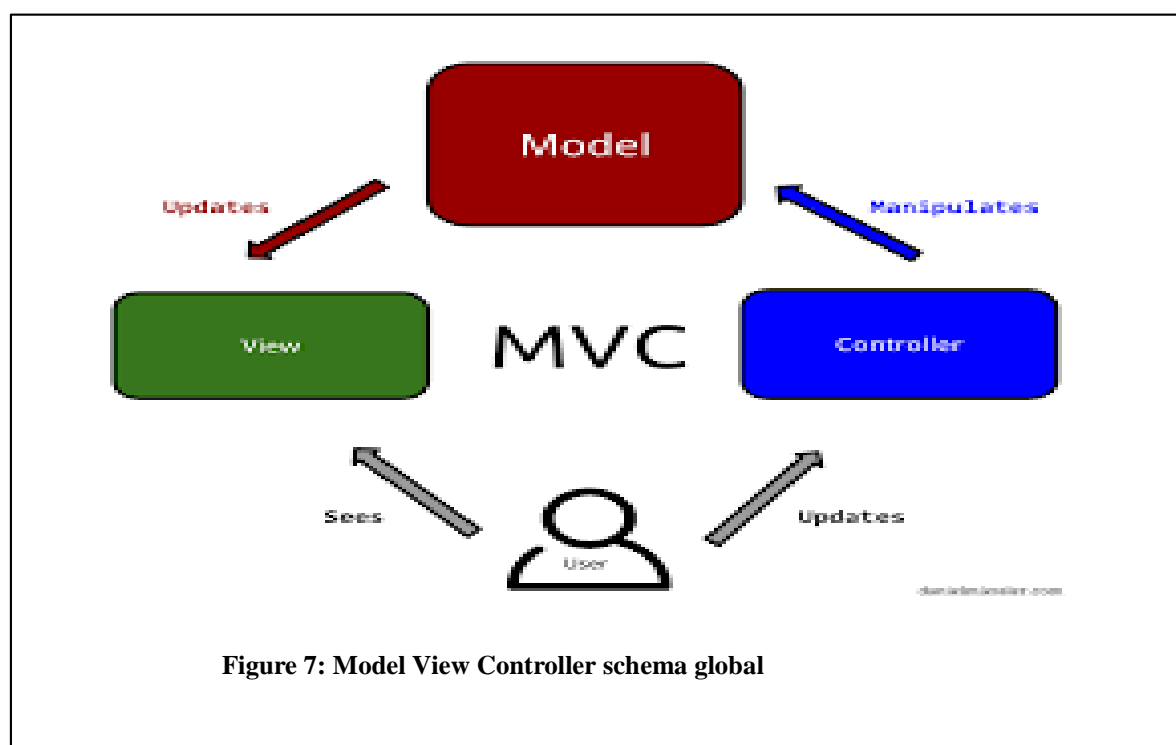 Model
Updates
Manipulates
View
MVC
Controller
Sees
Updates
User
Figure 7: Model View Controller schema global